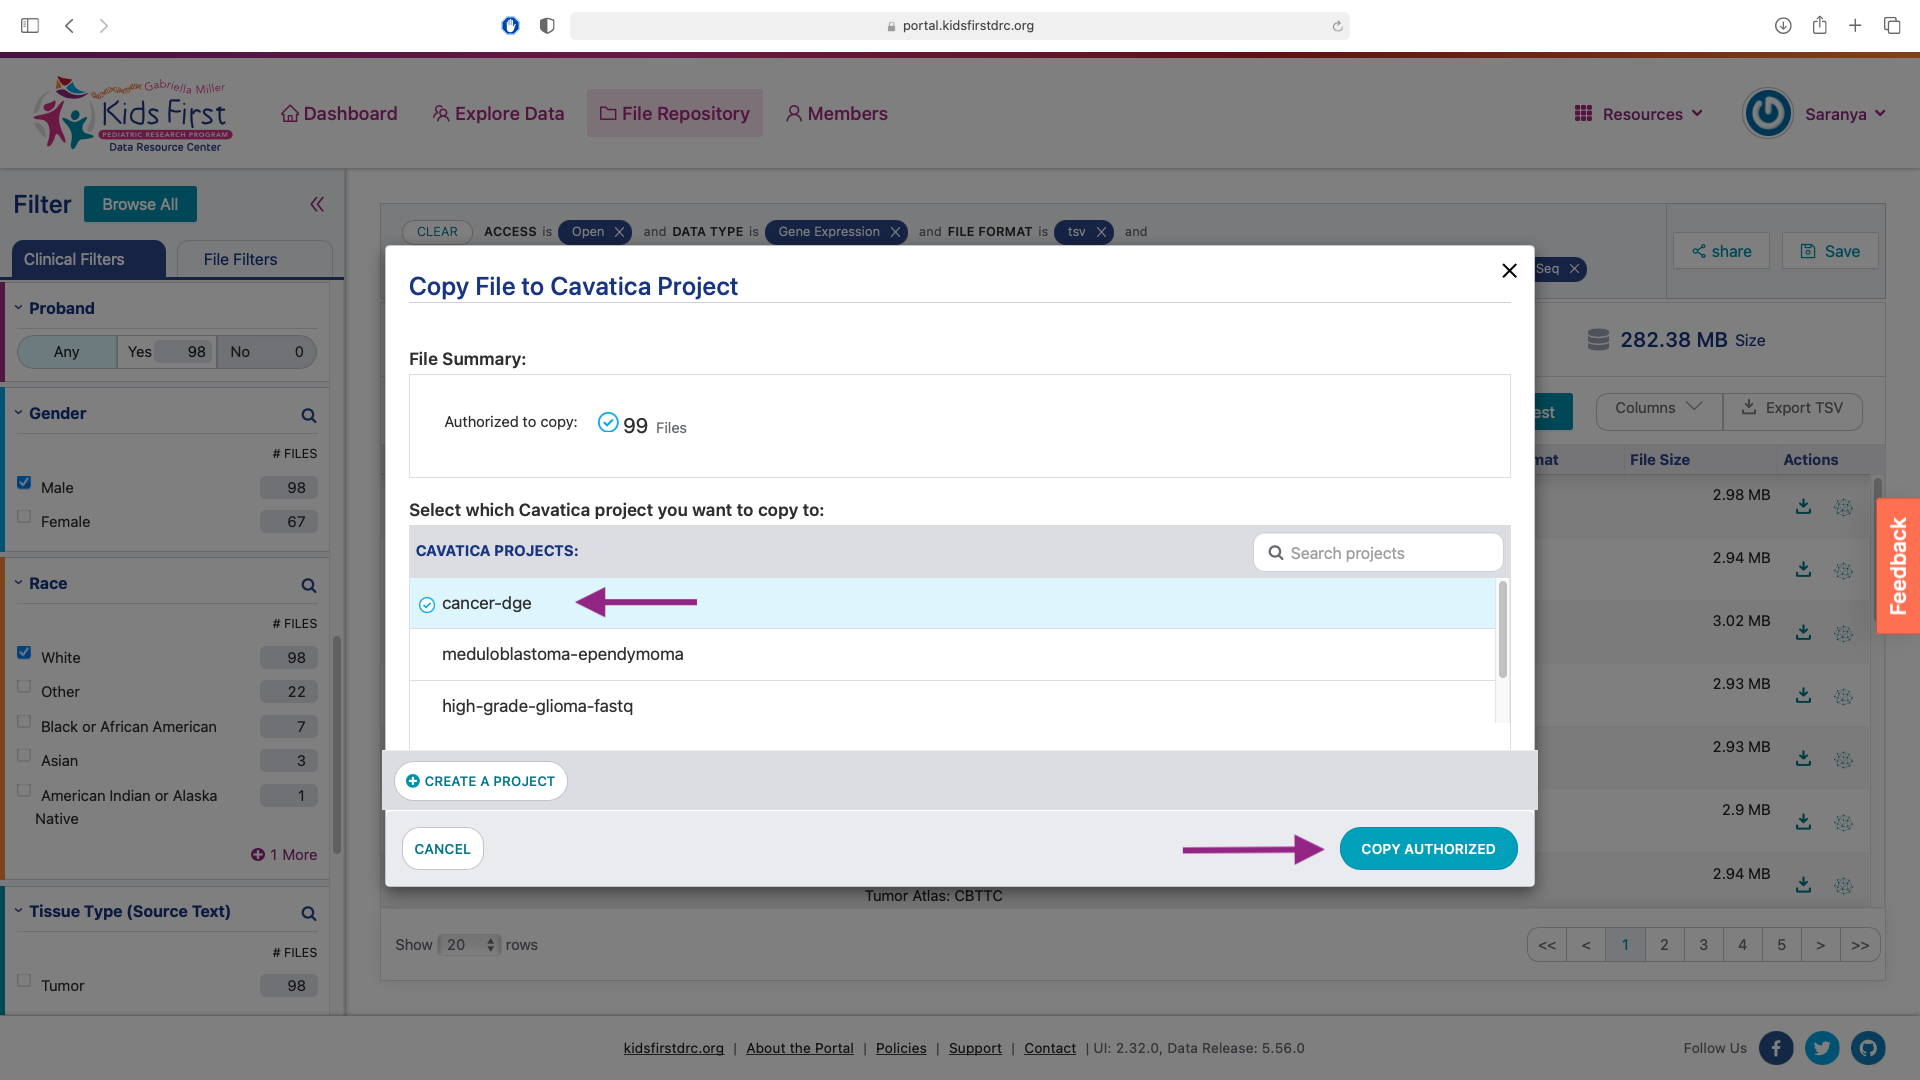 portal.kidsfirstdrc.org
Gabriella Miller
Kids First
PEDIATRIC RESEARCH PROGRAM
Data Resource Center
Dashboard
Explore Data
File Repository
Members
Resources
Saranya
Filter
Browse All
Clinical Filters
File Filters
Proband
Any
Yes 98
No 0
Gender
# FILES
Male 98
Female 67
Race
# FILES
White 98
Other 22
Black or African American 7
Asian 3
American Indian or Alaska 1
Native
1 More
Tissue Type (Source Text)
# FILES
Tumor 98
CLEAR ACCESS is Open and DATA TYPE is Gene Expression and FILE FORMAT is tsv and
Seq
share
Save
282.38 MB Size
est
Columns
Export TSV
mat File Size Actions
2.98 MB
2.94 MB
3.02 MB
2.93 MB
2.93 MB
2.9 MB
2.94 MB
Copy File to Cavatica Project
File Summary:
Authorized to copy: 99 Files
Select which Cavatica project you want to copy to:
CAVATICA PROJECTS:
Search projects
cancer-dge
meduloblastoma-ependymoma
high-grade-glioma-fastq
CREATE A PROJECT
CANCEL
COPY AUTHORIZED
Tumor Atlas: CBTTC
Show 20 rows
<< < 1 2 3 4 5 > >>
Feedback
kidsfirstdrc.org | About the Portal | Policies | Support | Contact | UI: 2.32.0, Data Release: 5.56.0
Follow Us